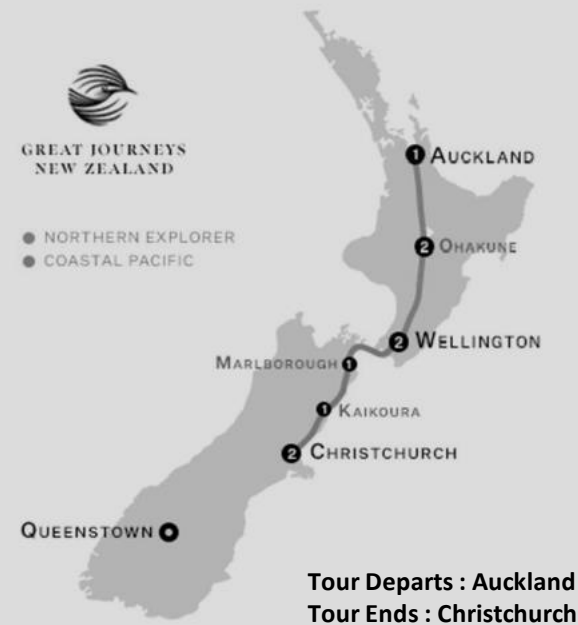 GREAT JOURNEYS
NEW ZEALAND
NORTHERN EXPLORER
COASTAL PACIFIC
1 AUCKLAND
2 OHAKUNE
2 WELLINGTON
MARLBOROUGH 1
1 KAIKOURA
2 CHRISTCHURCH
QUEENSTOWN
Tour Departs : Auckland
Tour Ends : Christchurch